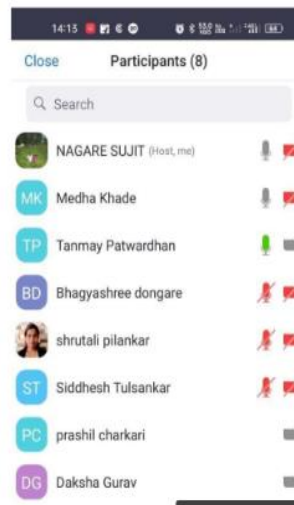 14:13
Close Participants (8)
Search
NAGARE SUJIT (Host, me)
MK Medha Khade
TP Tanmay Patwardhan
BD Bhagyashree dongare
shrutali pilankar
ST Siddhesh Tulsankar
PC prashil charkari
DG Daksha Gurav